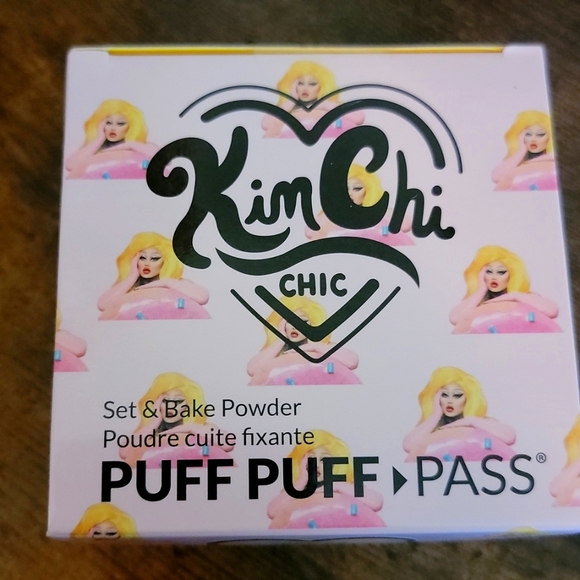 KimChi
CHIC
Set & Bake Powder
Poudre cuite fixante
PUFF PUFF ▸ PASS®